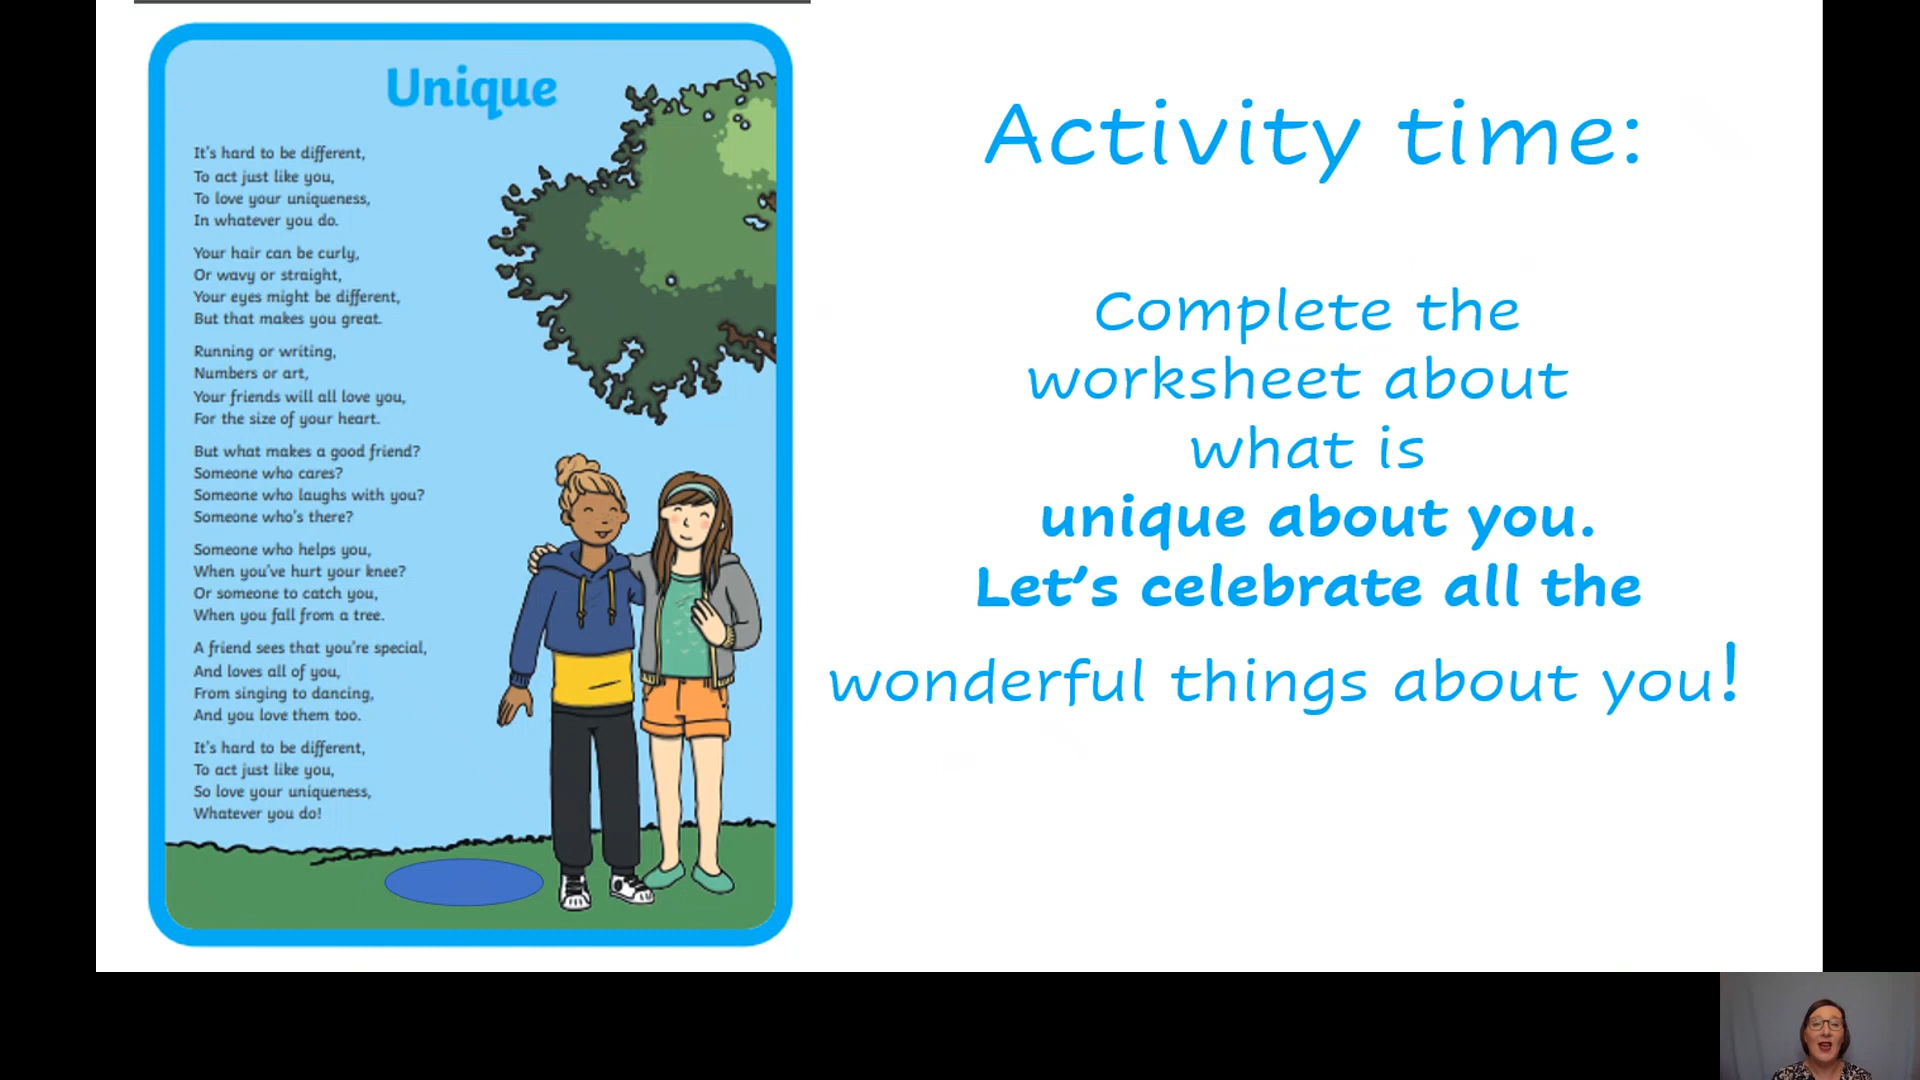 Unique
It's hard to be different,
To act just like you,
To love your uniqueness,
In whatever you do.
Your hair can be curly,
Or wavy or straight,
Your eyes might be different,
But that makes you great.
Running or writing,
Numbers or art,
Your friends will all love you,
For the size of your heart.
But what makes a good friend?
Someone who cares?
Someone who laughs with you?
Someone who's there?
Someone who helps you,
When you've hurt your knee?
Or someone to catch you,
When you fall from a tree.
A friend sees that you're special,
And loves all of you,
From singing to dancing,
And you love them too.
It's hard to be different,
To act just like you,
So love your uniqueness,
Whatever you do!
Activity time:
Complete the
worksheet about
what is
unique about you.
Let's celebrate all the
wonderful things about you!